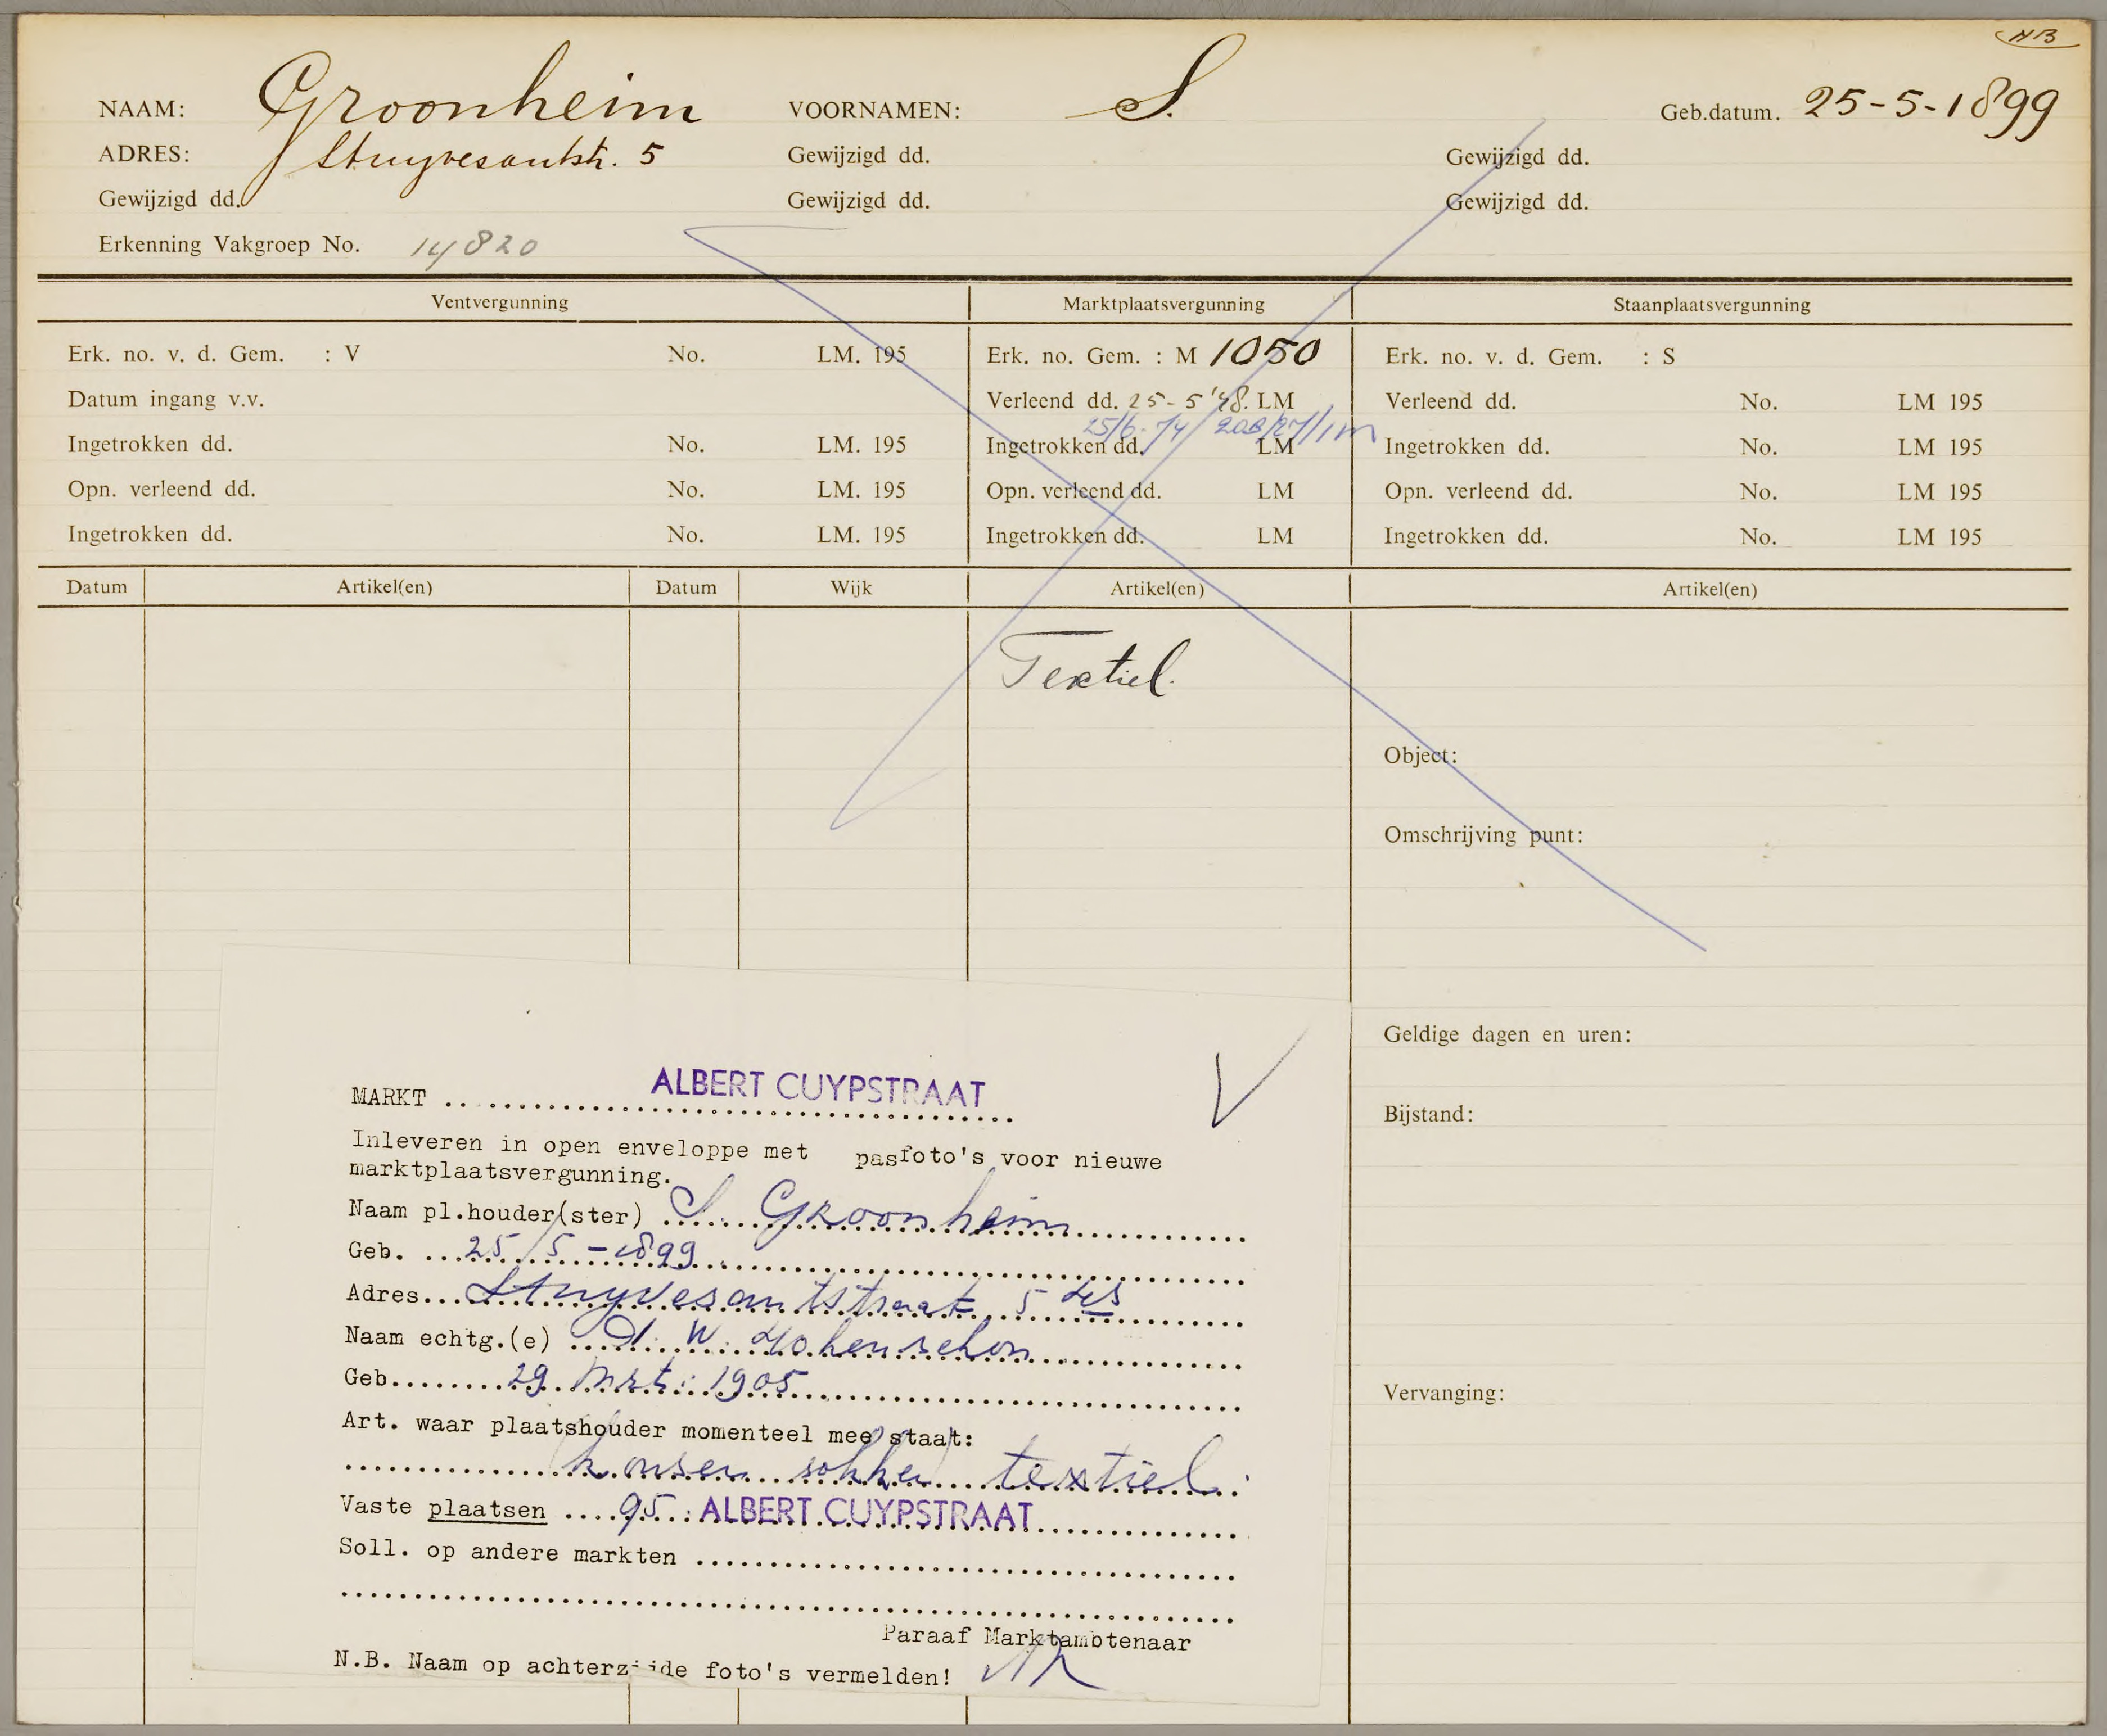 NB
NAAM: Groonheim VOORNAMEN: S. Geb.datum. 25-5-1899
ADRES: Stuyvesantstr. 5 Gewijzigd dd. Gewijzigd dd.
Gewijzigd dd. Gewijzigd dd. Gewijzigd dd.
Erkenning Vakgroep No. 14820
Ventvergunning Marktplaatsvergunning Staanplaatsvergunning
Erk. no. v. d. Gem. : V No. LM. 195 Erk. no. Gem. : M 1050 Erk. no. v. d. Gem. : S
Datum ingang v.v. Verleend dd. 25-5'48. LM Verleend dd. No. LM 195
25/6-74
Ingetrokken dd. No. LM. 195 Ingetrokken dd. LM Ingetrokken dd. No. LM 195
Opn. verleend dd. No. LM. 195 Opn. verleend dd. LM Opn. verleend dd. No. LM 195
Ingetrokken dd. No. LM. 195 Ingetrokken dd. LM Ingetrokken dd. No. LM 195
Datum Artikel(en) Datum Wijk Artikel(en) Artikel(en)
Textiel.
Object:
Omschrijving punt:
Geldige dagen en uren:
Bijstand:
Vervanging:
MARKT ALBERT CUYPSTRAAT V
Inleveren in open enveloppe met pasfoto's voor nieuwe
marktplaatsvergunning.
Naam pl.houder(ster) S. Groonheim
Geb. 25/5-1899
Adres Stuyvesantstraat 5
Naam echtg.(e) W.
Geb. 29 Mrt. 1905
Art. waar plaatshouder momenteel mee staat:
kousen sokken textiel.
Vaste plaatsen 95 ALBERT CUYPSTRAAT
Soll. op andere markten
Paraaf Marktambtenaar
N.B. Naam op achterzijde foto's vermelden!